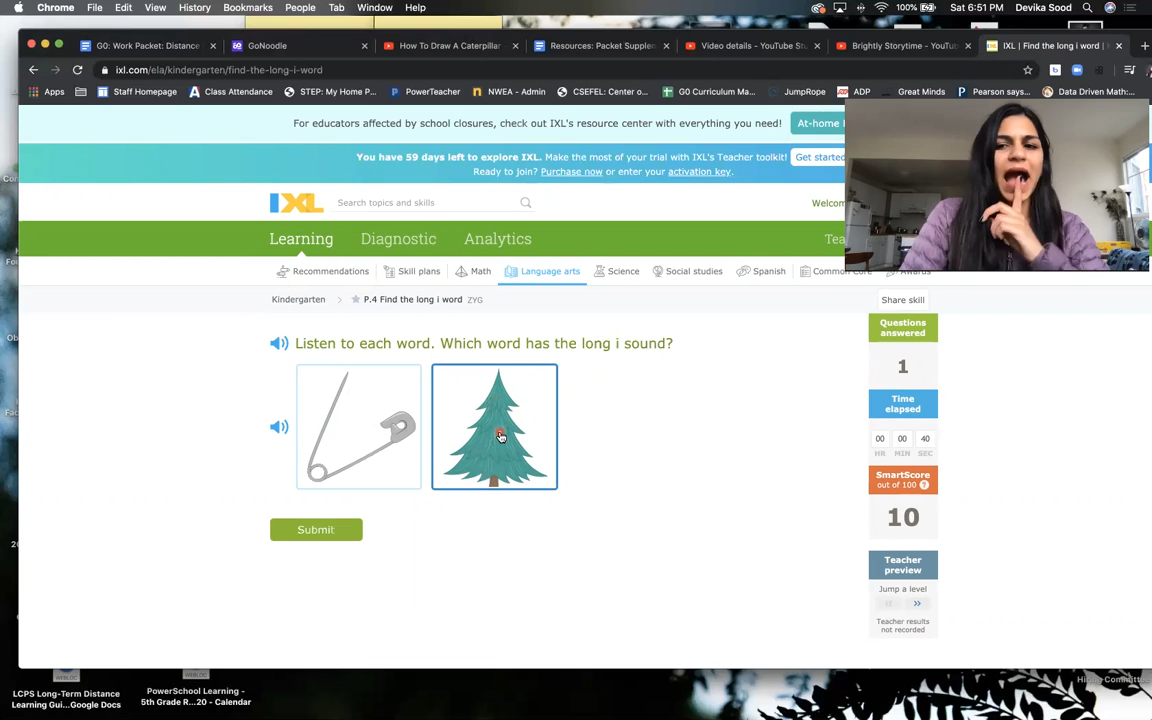 Chrome File Edit View History Bookmarks People Tab Window Help 100% Sat 6:51 PM Devika Sood
G0: Work Packet: Distance
GoNoodle
How To Draw A Caterpillar
Resources: Packet Supplen
Video details - YouTube Stu
Brightly Storytime - YouTub
IXL | Find the long i word |
ixl.com/ela/kindergarten/find-the-long-i-word
Apps Staff Homepage Class Attendance STEP: My Home P... PowerTeacher NWEA - Admin CSEFEL: Center o... G0 Curriculum Ma... JumpRope ADP Great Minds Pearson says... Data Driven Math:...
For educators affected by school closures, check out IXL's resource center with everything you need! At-home l
You have 59 days left to explore IXL. Make the most of your trial with IXL's Teacher toolkit! Get started
Ready to join? Purchase now or enter your activation key.
IXL Search topics and skills Welcom
Learning Diagnostic Analytics Tea
Recommendations Skill plans Math Language arts Science Social studies Spanish Common Core Awards
Kindergarten P.4 Find the long i word ZYG Share skill
Listen to each word. Which word has the long i sound?
Submit
Questions
answered
1
Time
elapsed
00 00 40
HR MIN SEC
SmartScore
out of 100 ?
10
Teacher
preview
Jump a level
Teacher results
not recorded
LCPS Long-Term Distance
Learning Gui...Google Docs
PowerSchool Learning -
5th Grade R...20 - Calendar